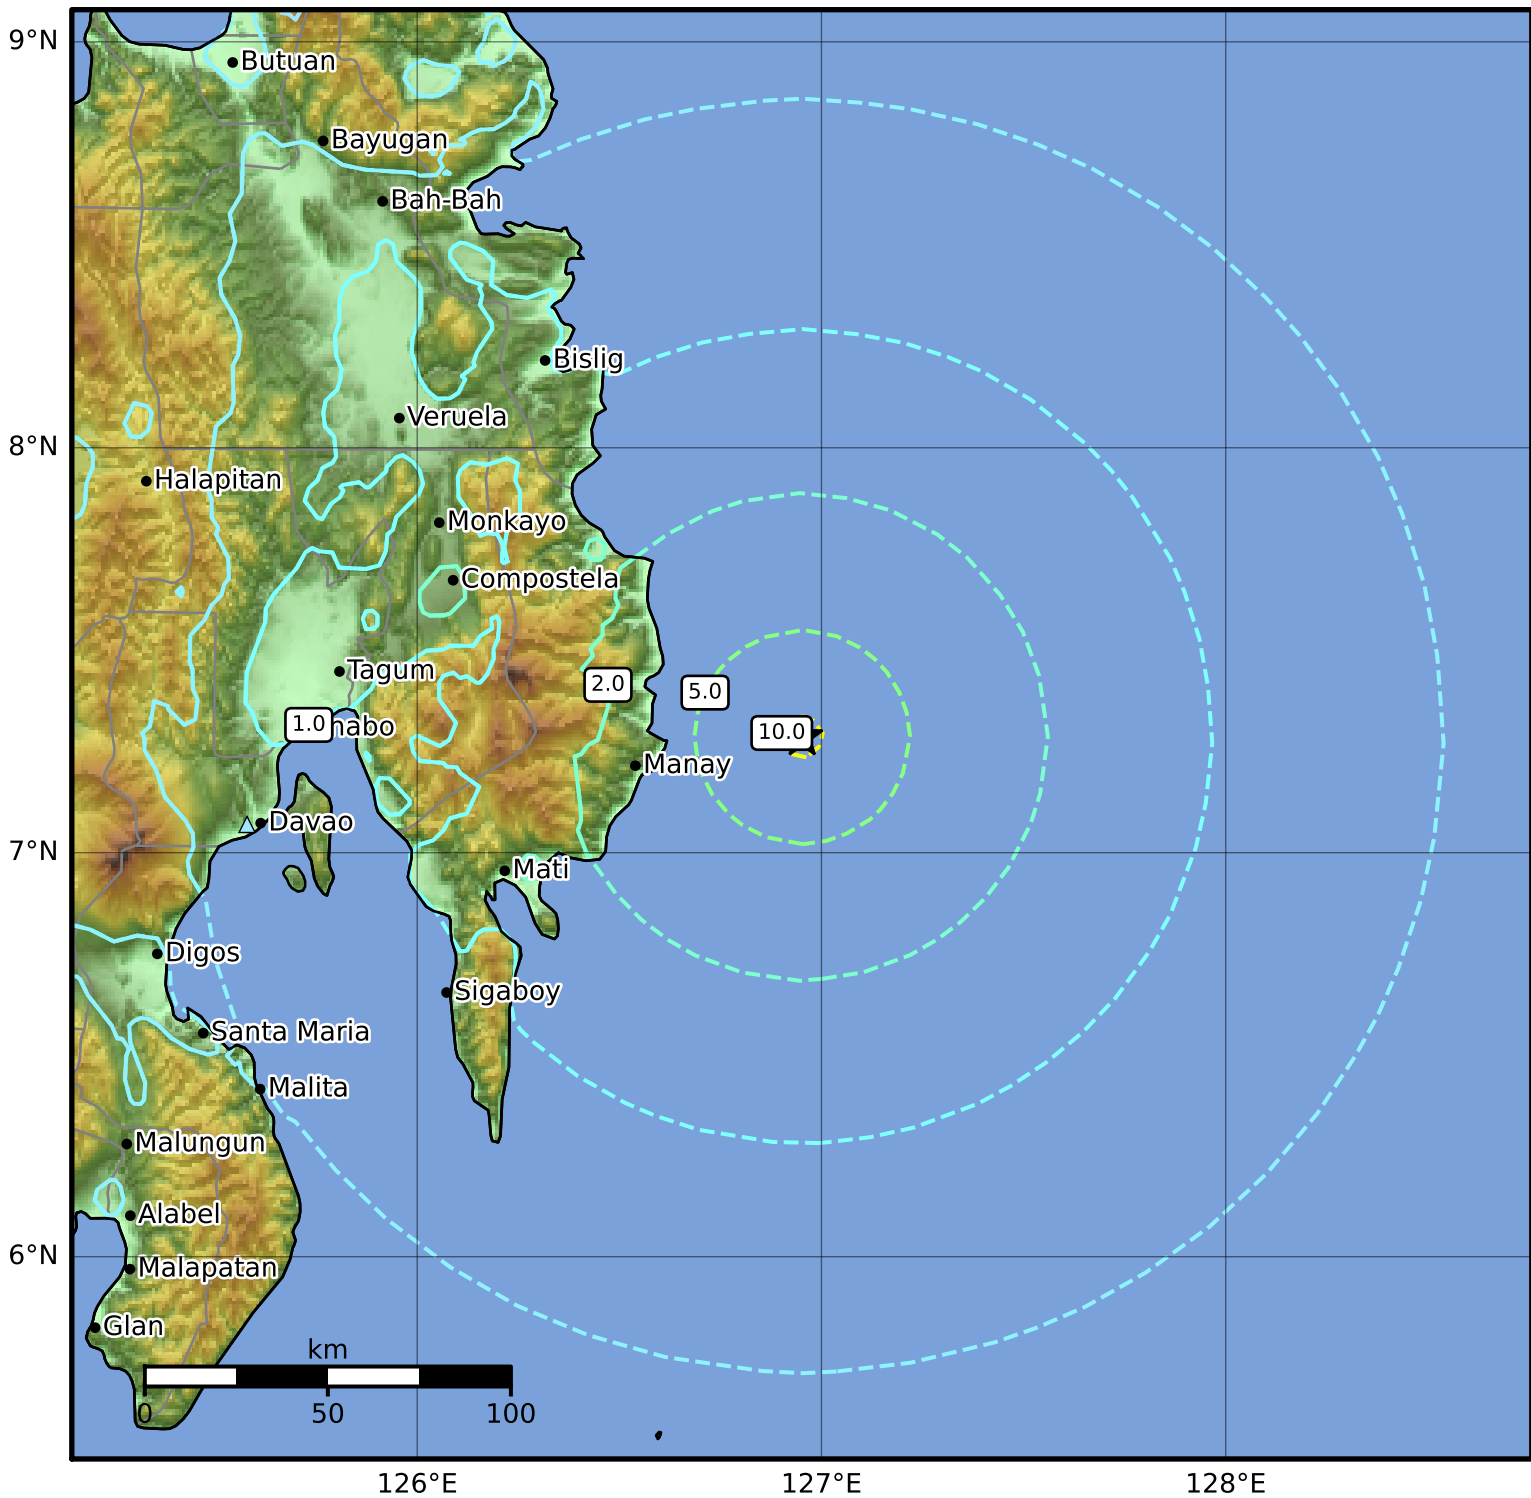 9°N
Butuan
Bayugan
Bah-Bah
Bislig
Veruela
8°N
Halapitan
Monkayo
Compostela
Tagum
2.0
5.0
1.0
nabo
10.0
Manay
Davao
7°N
Mati
Digos
Sigaboy
Santa Maria
Malita
Malungun
Alabel
6°N
Malapatan
Glan
km
0
50
100
126°E
127°E
128°E